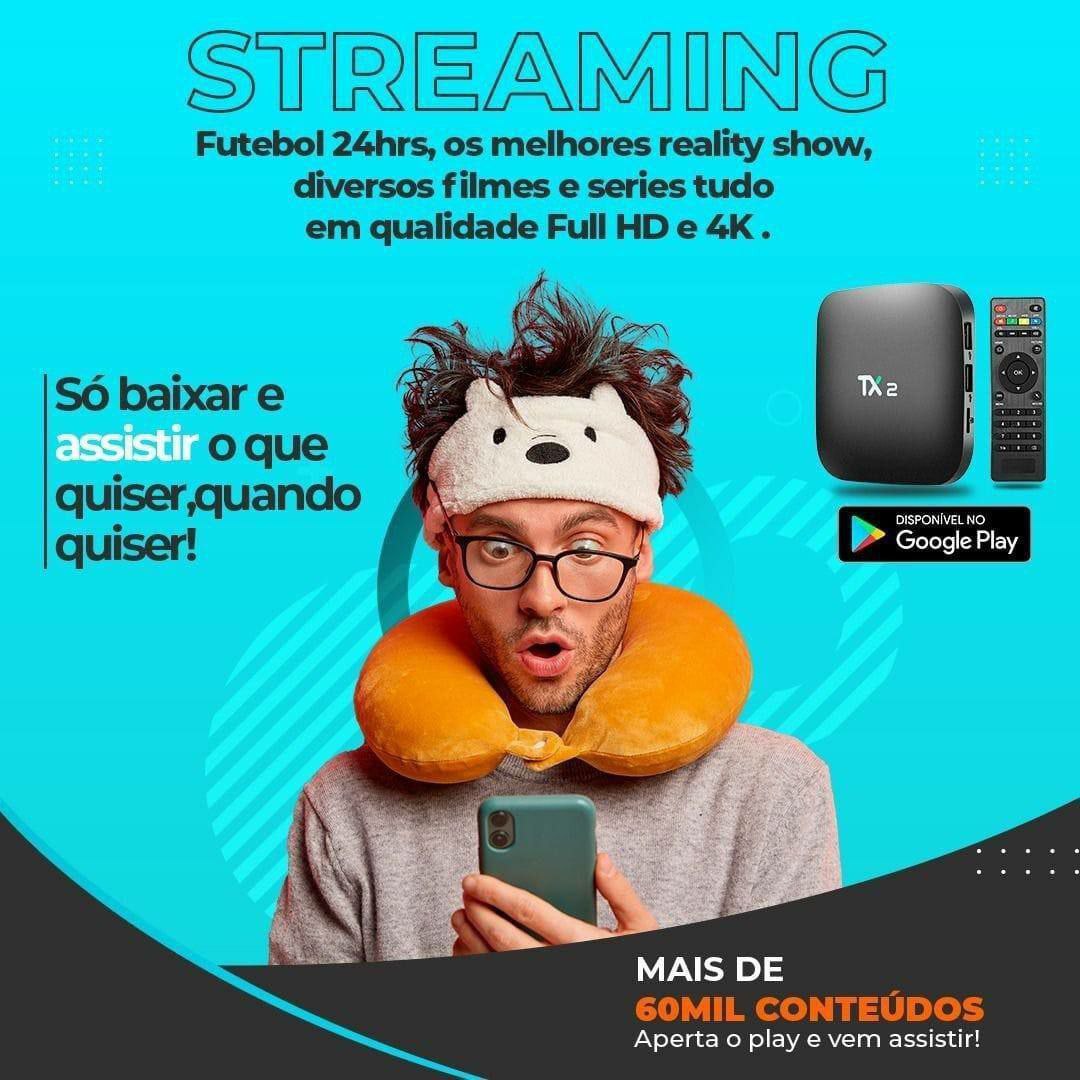 STREAMING
Futebol 24hrs, os melhores reality show,
diversos filmes e series tudo
em qualidade Full HD e 4K .
Só baixar e
assistir o que
quiser,quando
quiser!
TX 2
OK
DISPONÍVEL NO
Google Play
MAIS DE
60MIL CONTEÚDOS
Aperta o play e vem assistir!